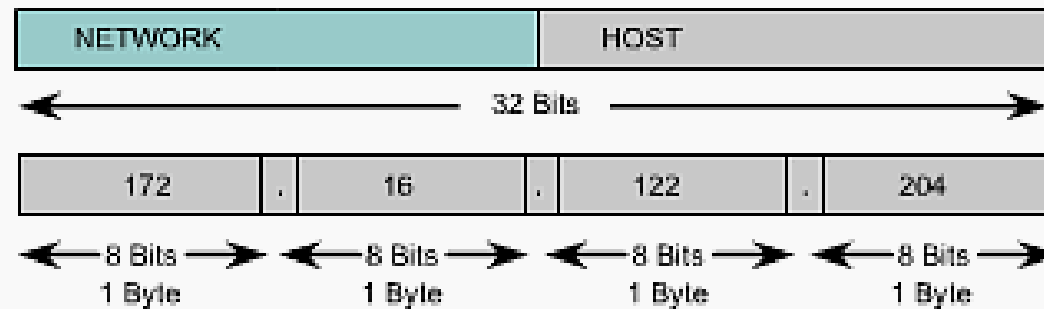 NETWORK HOST
32 Bits
172 . 16 . 122 . 204
8 Bits 8 Bits 8 Bits 8 Bits
1 Byte 1 Byte 1 Byte 1 Byte